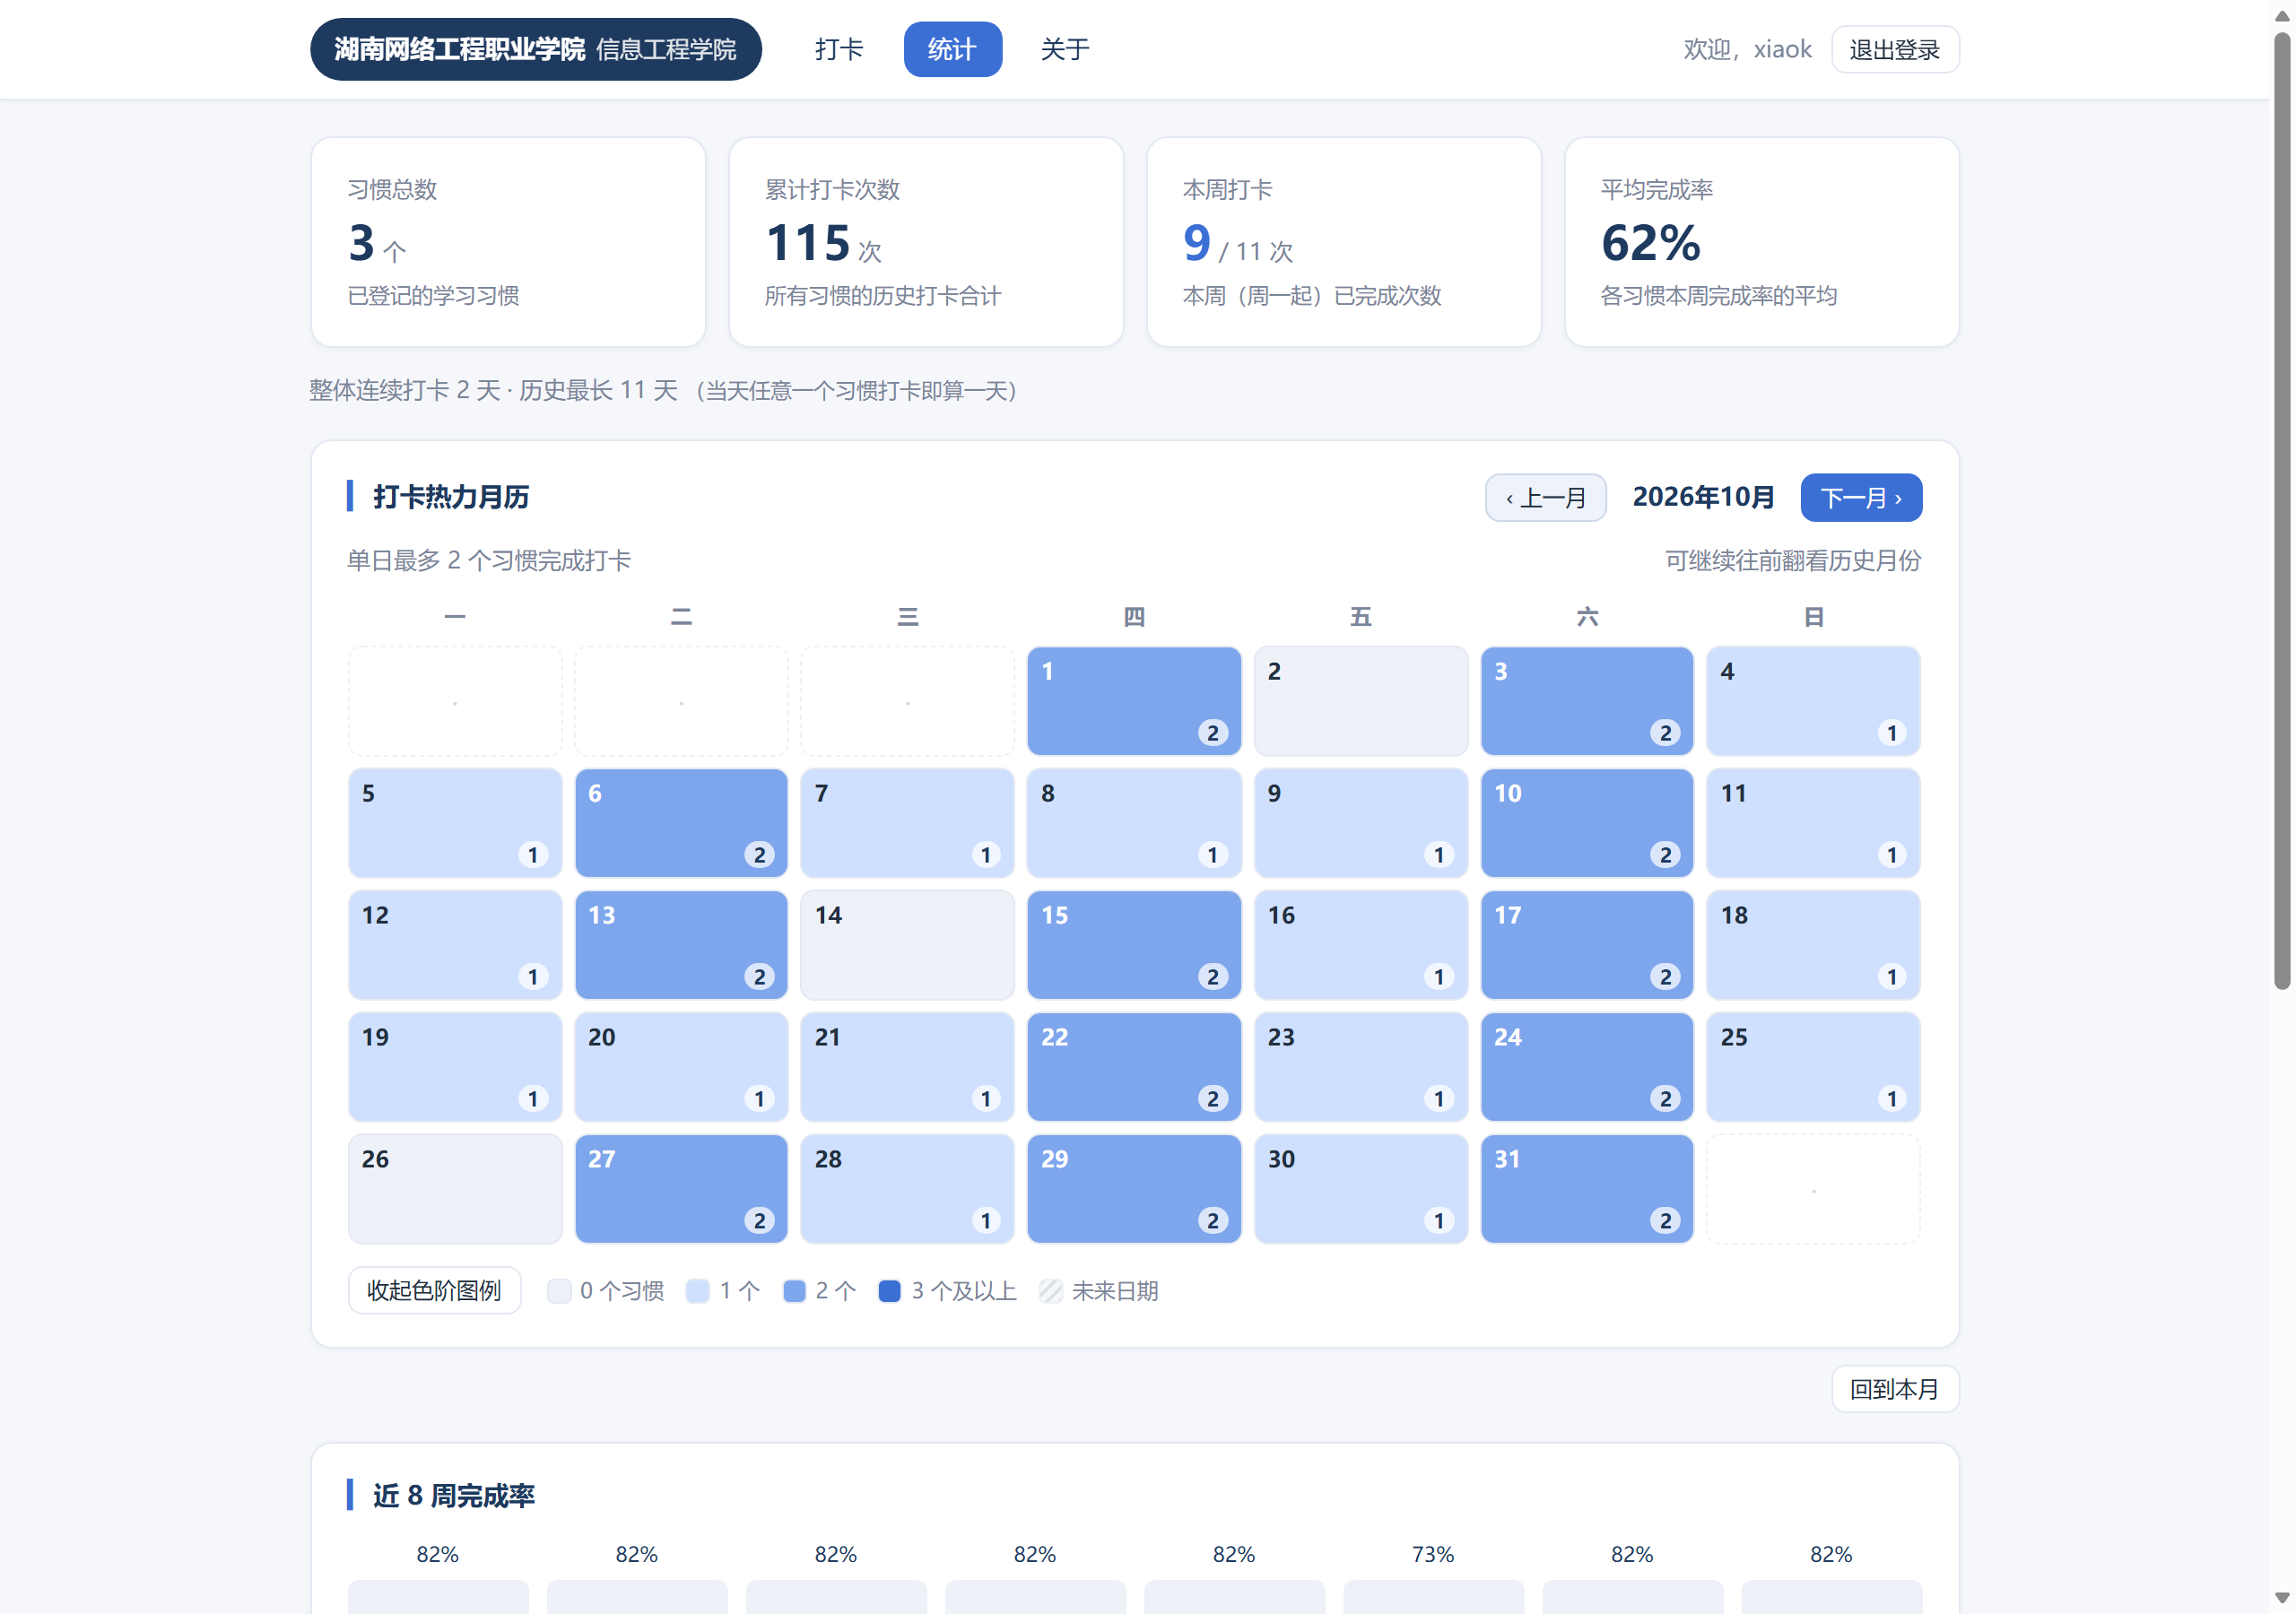 湖南网络工程职业学院 信息工程学院 打卡 统计 关于 欢迎，xiaok 退出登录
习惯总数 累计打卡次数 本周打卡 平均完成率
3 个 115 次 9 / 11 次 62%
已登记的学习习惯 所有习惯的历史打卡合计 本周（周一起）已完成次数 各习惯本周完成率的平均
整体连续打卡 2 天 · 历史最长 11 天 （当天任意一个习惯打卡即算一天）
打卡热力月历 ‹ 上一月 2026年10月 下一月 ›
单日最多 2 个习惯完成打卡 可继续往前翻看历史月份
一 二 三 四 五 六 日
· · · 1 2 3 4
2 2 1
5 6 7 8 9 10 11
1 2 1 1 1 2 1
12 13 14 15 16 17 18
1 2 2 1 2 1
19 20 21 22 23 24 25
1 1 1 2 1 2 1
26 27 28 29 30 31 ·
2 1 2 1 2
收起色阶图例 0 个习惯 1 个 2 个 3 个及以上 未来日期
回到本月
近 8 周完成率
82% 82% 82% 82% 82% 73% 82% 82%